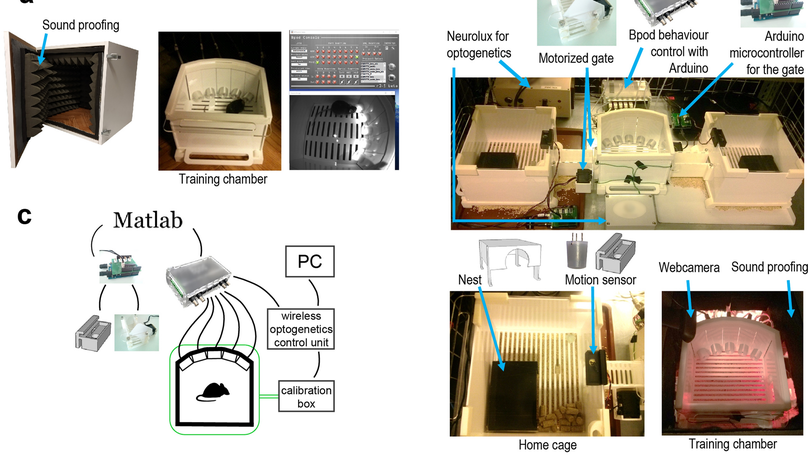 Sound proofing
Training chamber
Neurolux for
optogenetics
Motorized gate
Bpod behaviour
control with
Arduino
Arduino
microcontroller
for the gate
c
Matlab
PC
wireless
optogenetics
control unit
calibration
box
Nest
Motion sensor
Home cage
Webcamera
Sound proofing
Training chamber